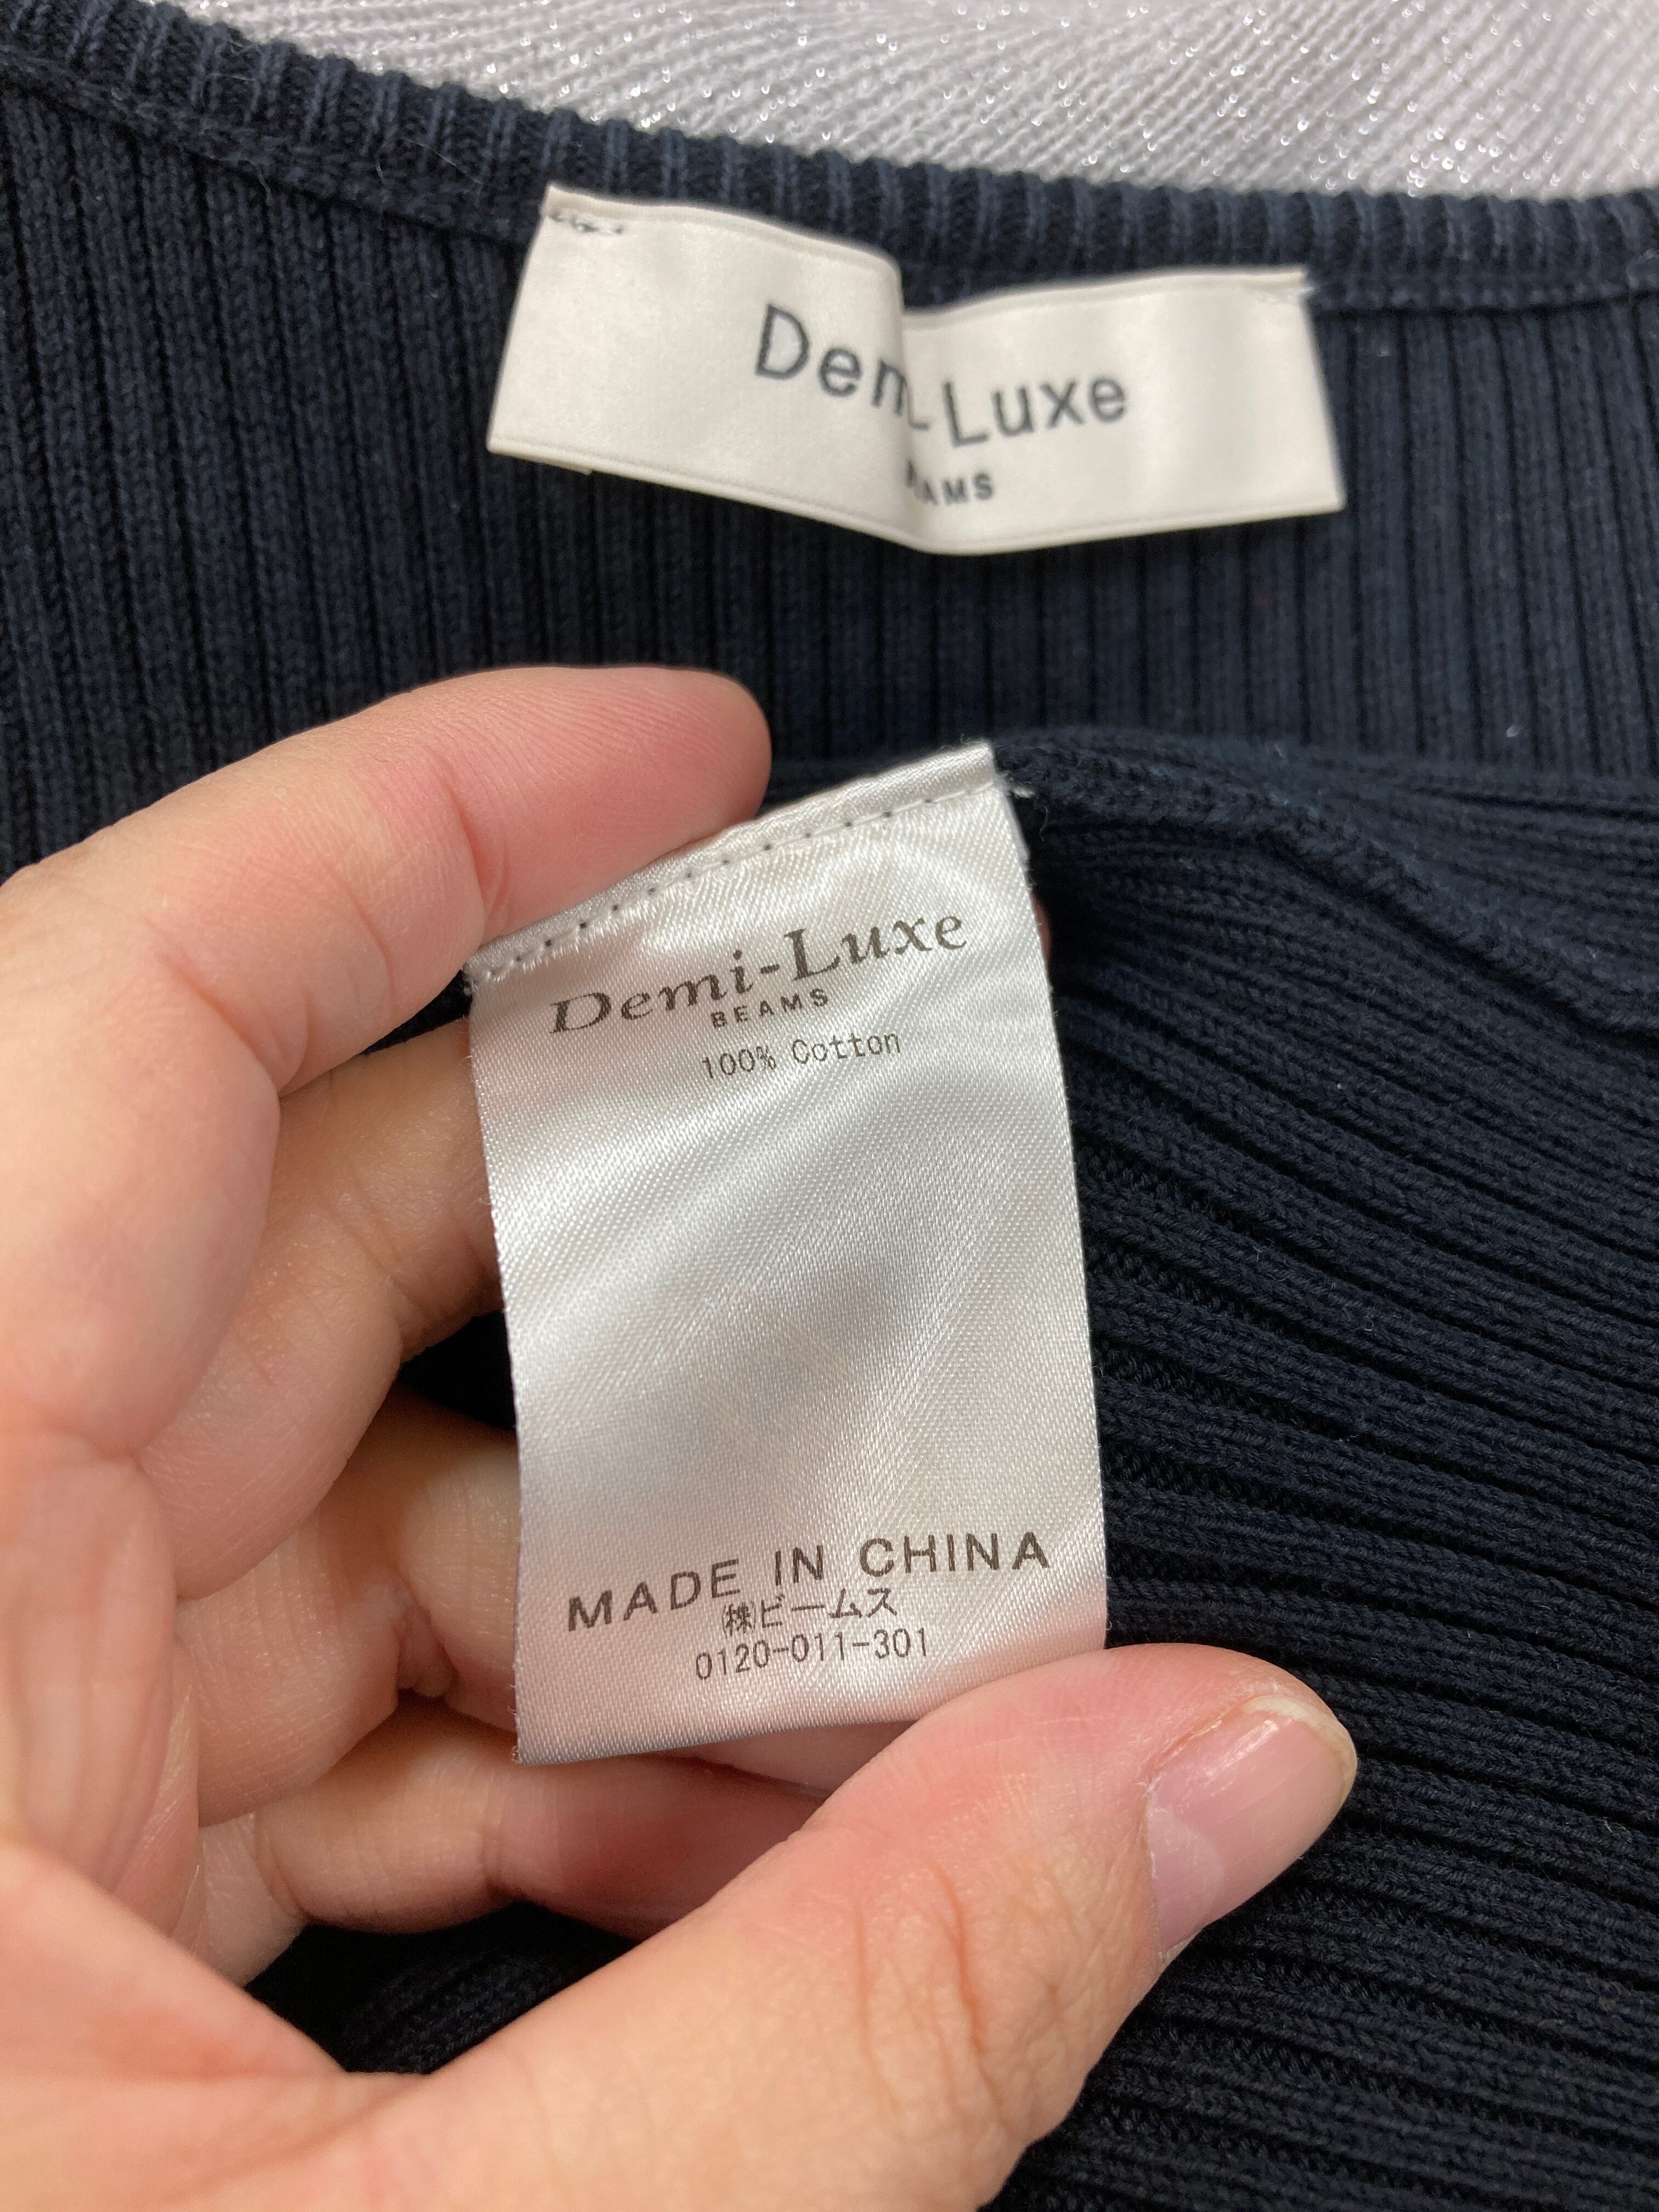 Demi-Luxe
BEAMS
Demi-Luxe
BEAMS
100% Cotton
MADE IN CHINA
㈱ビームス
0120-011-301